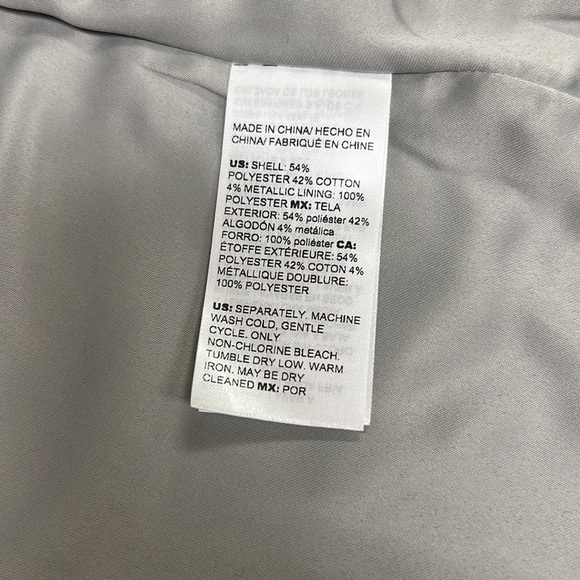 MADE IN CHINA/ HECHO EN
CHINA/ FABRIQUÉ EN CHINE
US: SHELL: 54%
POLYESTER 42% COTTON
4% METALLIC LINING: 100%
POLYESTER MX: TELA
EXTERIOR: 54% poliéster 42%
ALGODÓN 4% metálica
FORRO: 100% poliéster CA:
ÉTOFFE EXTÉRIEURE: 54%
POLYESTER 42% COTON 4%
MÉTALLIQUE DOUBLURE:
100% POLYESTER
US: SEPARATELY. MACHINE
WASH COLD, GENTLE
CYCLE. ONLY
NON-CHLORINE BLEACH.
TUMBLE DRY LOW. WARM
IRON. MAY BE DRY
CLEANED MX: POR